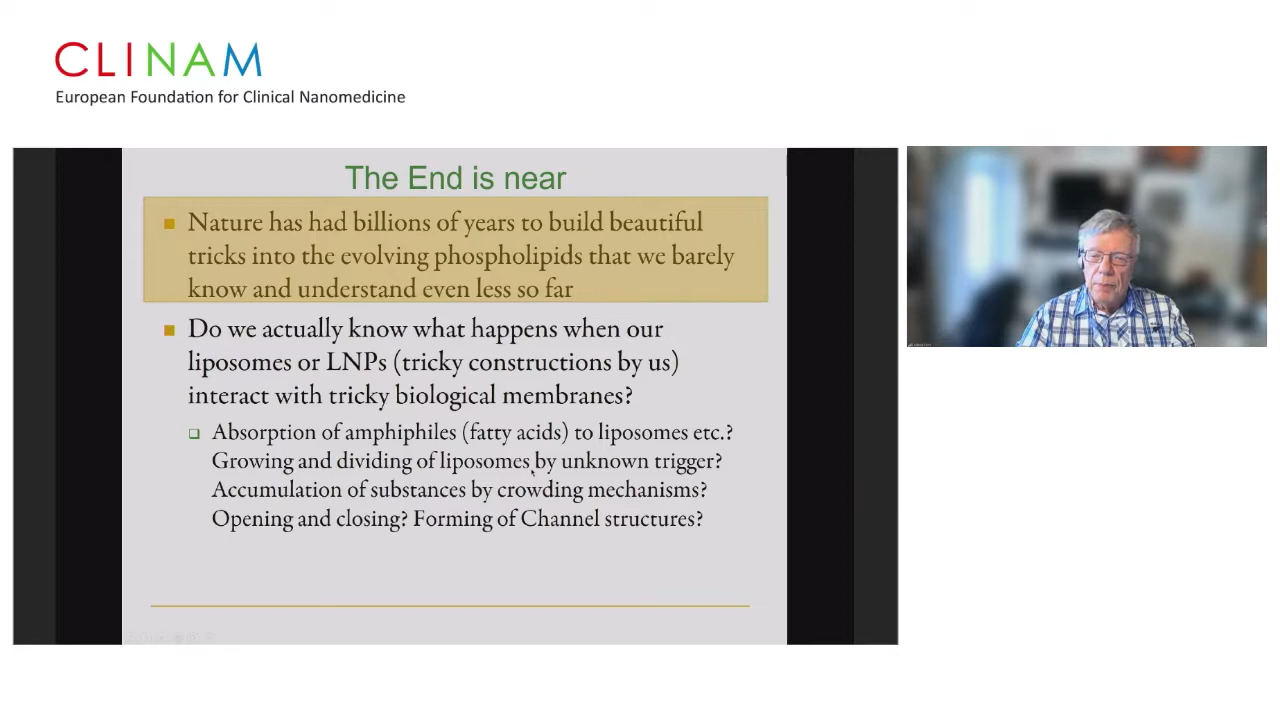 CLINAM
European Foundation for Clinical Nanomedicine
The End is near
Nature has had billions of years to build beautiful
tricks into the evolving phospholipids that we barely
know and understand even less so far
Do we actually know what happens when our
liposomes or LNPs (tricky constructions by us)
interact with tricky biological membranes?
Absorption of amphiphiles (fatty acids) to liposomes etc.?
Growing and dividing of liposomes by unknown trigger?
Accumulation of substances by crowding mechanisms?
Opening and closing? Forming of Channel structures?